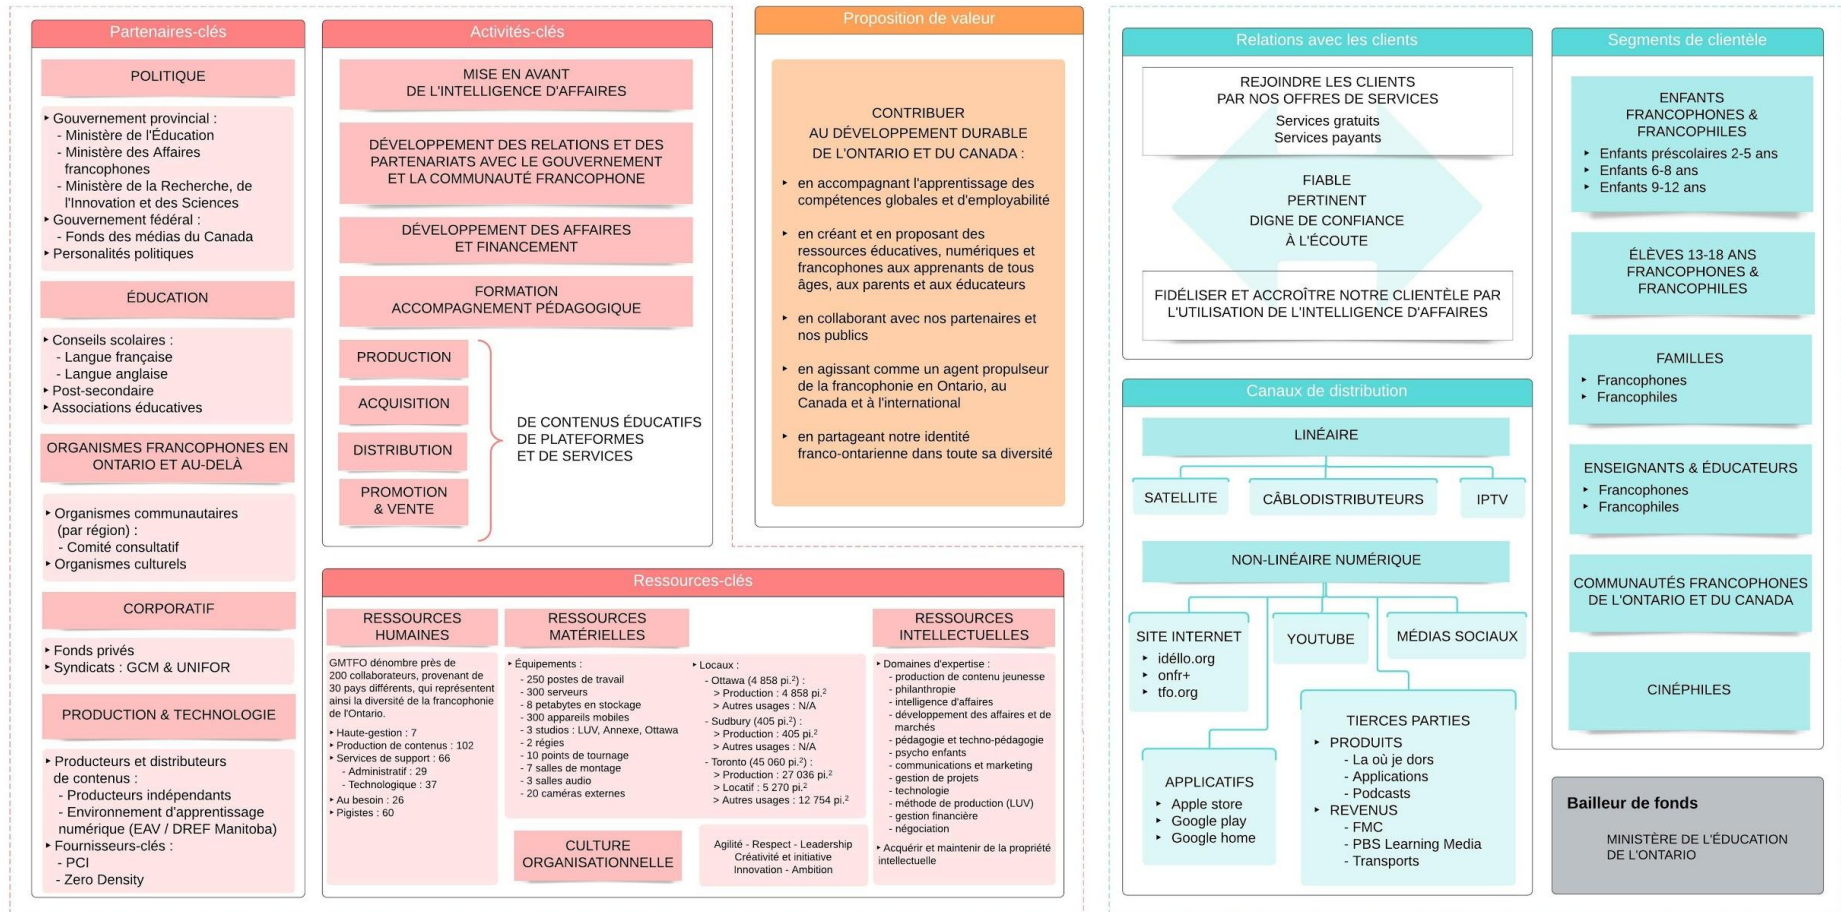 Partenaires-clés
POLITIQUE
‣ Gouvernement provincial :
- Ministère de l'Éducation
- Ministère des Affaires
francophones
- Ministère de la Recherche, de
l'Innovation et des Sciences
‣ Gouvernement fédéral :
- Fonds des médias du Canada
‣ Personalités politiques
ÉDUCATION
‣ Conseils scolaires :
- Langue française
- Langue anglaise
‣ Post-secondaire
‣ Associations éducatives
ORGANISMES FRANCOPHONES EN
ONTARIO ET AU-DELÀ
‣ Organismes communautaires
(par région) :
- Comité consultatif
‣ Organismes culturels
CORPORATIF
‣ Fonds privés
‣ Syndicats : GCM & UNIFOR
PRODUCTION & TECHNOLOGIE
‣ Producteurs et distributeurs
de contenus :
- Producteurs indépendants
- Environnement d'apprentissage
numérique (EAV / DREF Manitoba)
‣ Fournisseurs-clés :
- PCI
- Zero Density
Activités-clés
MISE EN AVANT
DE L'INTELLIGENCE D'AFFAIRES
DÉVELOPPEMENT DES RELATIONS ET DES
PARTENARIATS AVEC LE GOUVERNEMENT
ET LA COMMUNAUTÉ FRANCOPHONE
DÉVELOPPEMENT DES AFFAIRES
ET FINANCEMENT
FORMATION
ACCOMPAGNEMENT PÉDAGOGIQUE
PRODUCTION
ACQUISITION
DISTRIBUTION
PROMOTION
& VENTE
DE CONTENUS ÉDUCATIFS
DE PLATEFORMES
ET DE SERVICES
Ressources-clés
RESSOURCES
HUMAINES
GMTFO dénombre près de
200 collaborateurs, provenant de
30 pays différents, qui représentent
ainsi la diversité de la francophonie
de l'Ontario.
‣ Haute-gestion : 7
‣ Production de contenu : 102
‣ Services de support : 66
- Administratif : 29
- Technologique : 37
‣ Au besoin : 26
‣ Pigistes : 60
RESSOURCES
MATÉRIELLES
‣ Équipements :
- 250 postes de travail
- 300 serveurs
- 8 petabytes en stockage
- 300 appareils mobiles
- 3 studios : LUV, Annexe, Ottawa
- 2 régies
- 10 points de tournage
- 7 salles de montage
- 3 salles audio
- 20 caméras externes
‣ Locaux :
- Ottawa (4 858 pi.²) :
> Production : 4 858 pi.²
> Autres usages : N/A
- Sudbury (405 pi.²) :
> Production : 405 pi.²
> Autres usages : N/A
- Toronto (45 060 pi.²) :
> Production : 27 036 pi.²
> Locatif : 5 270 pi.²
> Autres usages : 12 754 pi.²
CULTURE
ORGANISATIONNELLE
Agilité - Respect - Leadership
Créativité et initiative
Innovation - Ambition
RESSOURCES
INTELLECTUELLES
‣ Domaines d'expertise :
- production de contenu jeunesse
- philanthropie
- intelligence d'affaires
- développement des affaires et de
marchés
- pédagogie et techno-pédagogie
- psycho enfants
- communications et marketing
- gestion de projets
- technologie
- méthode de production (LUV)
- gestion financière
- négociation
‣ Acquérir et maintenir de la propriété
intellectuelle
Proposition de valeur
CONTRIBUER
AU DÉVELOPPEMENT DURABLE
DE L'ONTARIO ET DU CANADA :
‣ en accompagnant l'apprentissage des
compétences globales et d'employabilité
‣ en créant et en proposant des
ressources éducatives, numériques et
francophones aux apprenants de tous
âges, aux parents et aux éducateurs
‣ en collaborant avec nos partenaires et
nos publics
‣ en agissant comme un agent propulseur
de la francophonie en Ontario, au
Canada et à l'international
‣ en partageant notre identité
franco-ontarienne dans toute sa diversité
Relations avec les clients
REJOINDRE LES CLIENTS
PAR NOS OFFRES DE SERVICES
Services gratuits
Services payants
FIABLE
PERTINENT
DIGNE DE CONFIANCE
À L'ÉCOUTE
FIDÉLISER ET ACCROÎTRE NOTRE CLIENTÈLE PAR
L'UTILISATION DE L'INTELLIGENCE D'AFFAIRES
Canaux de distribution
LINÉAIRE
SATELLITE
CÂBLODISTRIBUTEURS
IPTV
NON-LINÉAIRE NUMÉRIQUE
SITE INTERNET
‣ idéllo.org
‣ onfr+
‣ tfo.org
YOUTUBE
MÉDIAS SOCIAUX
APPLICATIFS
‣ Apple store
‣ Google play
‣ Google home
TIERCES PARTIES
‣ PRODUITS
- La où je dors
- Applications
- Podcasts
‣ REVENUS
- FMC
- PBS Learning Media
- Transports
Segments de clientèle
ENFANTS
FRANCOPHONES &
FRANCOPHILES
‣ Enfants préscolaires 2-5 ans
‣ Enfants 6-8 ans
‣ Enfants 9-12 ans
ÉLÈVES 13-18 ANS
FRANCOPHONES &
FRANCOPHILES
FAMILLES
‣ Francophones
‣ Francophiles
ENSEIGNANTS & ÉDUCATEURS
‣ Francophones
‣ Francophiles
COMMUNAUTÉS FRANCOPHONES
DE L'ONTARIO ET DU CANADA
CINÉPHILES
Bailleur de fonds
MINISTÈRE DE L'ÉDUCATION
DE L'ONTARIO